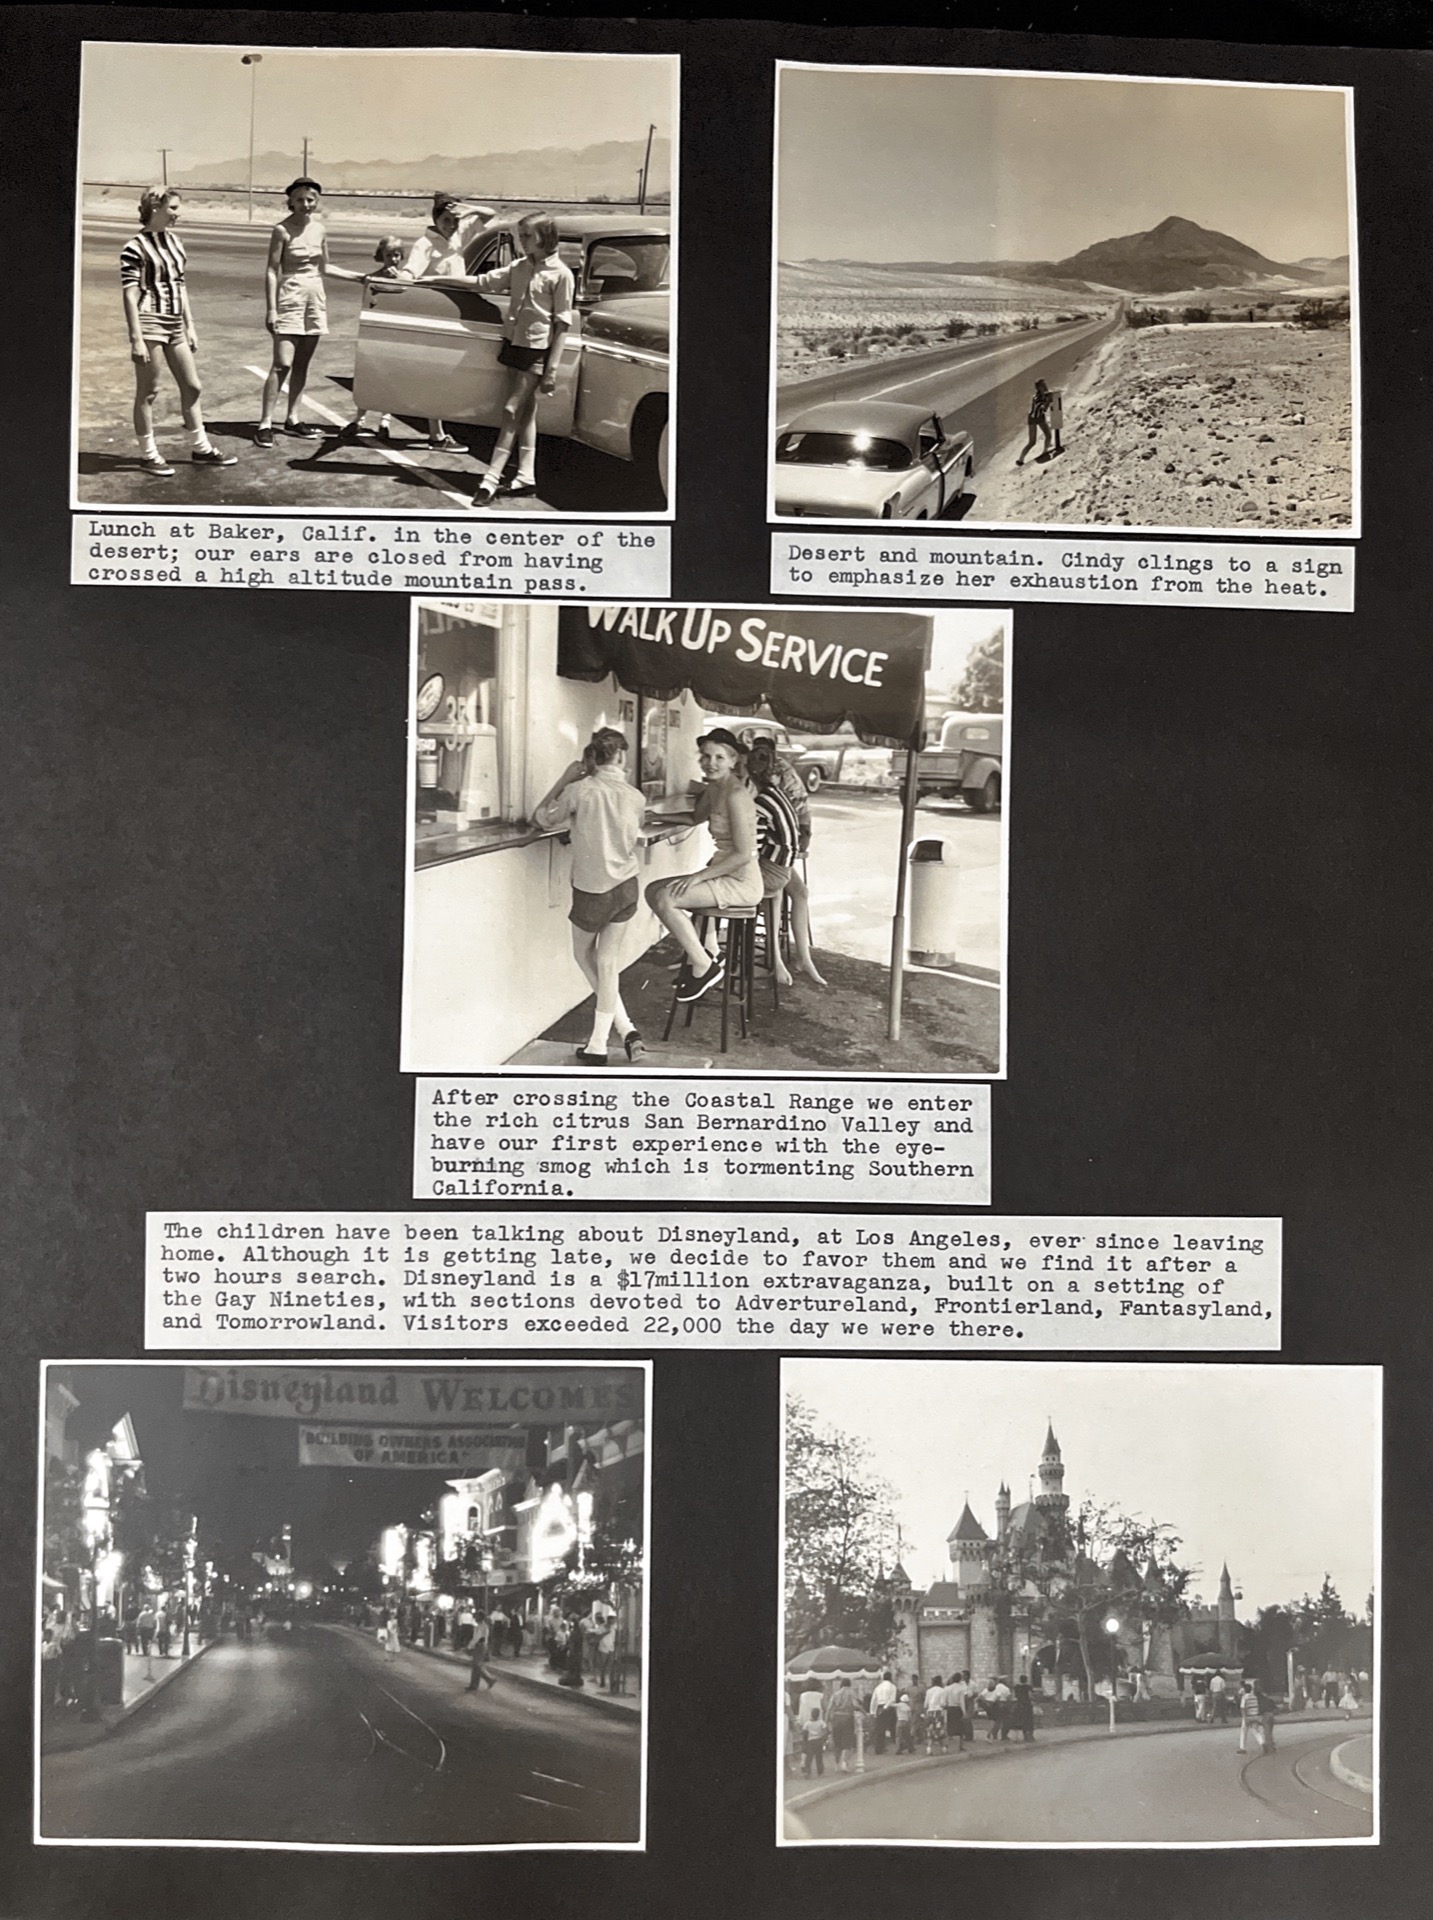 Lunch at Baker, Calif. in the center of the
desert; our ears are closed from having
crossed a high altitude mountain pass.
Desert and mountain. Cindy clings to a sign
to emphasize her exhaustion from the heat.
WALK UP SERVICE
After crossing the Coastal Range we enter
the rich citrus San Bernardino Valley and
have our first experience with the eye-
burning smog which is tormenting Southern
California.
The children have been talking about Disneyland, at Los Angeles, ever since leaving
home. Although it is getting late, we decide to favor them and we find it after a
two hours search. Disneyland is a $17million extravaganza, built on a setting of
the Gay Nineties, with sections devoted to Advertureland, Frontierland, Fantasyland,
and Tomorrowland. Visitors exceeded 22,000 the day we were there.
Disneyland WELCOMES
"BUILDING OWNERS ASSOCIATION
OF AMERICA"